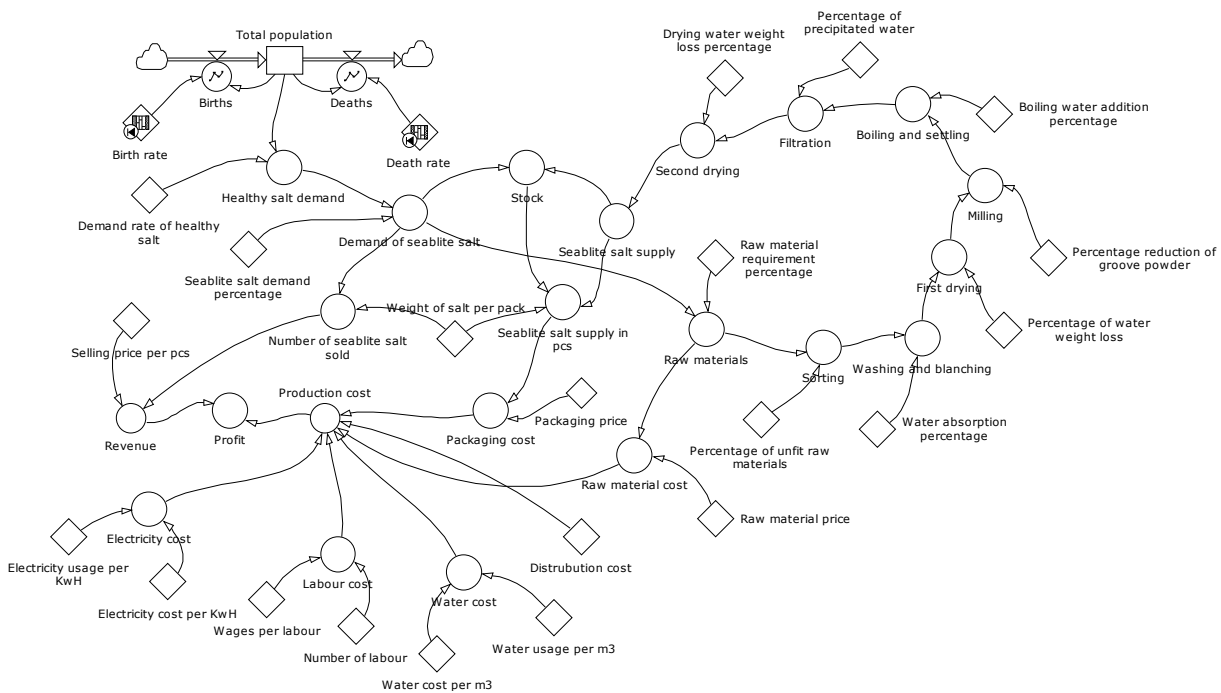 Total population
Births
Deaths
Birth rate
Death rate
Drying water weight
loss percentage
Percentage of
precipitated water
Boiling and settling
Boiling water addition
percentage
Filtration
Second drying
Healthy salt demand
Stock
Demand rate of healthy
salt
Milling
Demand of seablite salt
Seablite salt supply
Seablite salt demand
percentage
Raw material
requirement
percentage
Percentage reduction of
groove powder
First drying
Weight of salt per pack
Number of seablite salt
sold
Seablite salt supply in
pcs
Percentage of water
weight loss
Selling price per pcs
Raw materials
Sorting
Washing and blanching
Production cost
Revenue
Profit
Packaging cost
Packaging price
Water absorption
percentage
Percentage of unfit raw
materials
Raw material cost
Raw material price
Electricity cost
Electricity usage per
KwH
Electricity cost per KwH
Labour cost
Wages per labour
Number of labour
Water cost
Water usage per m3
Water cost per m3
Distrubution cost